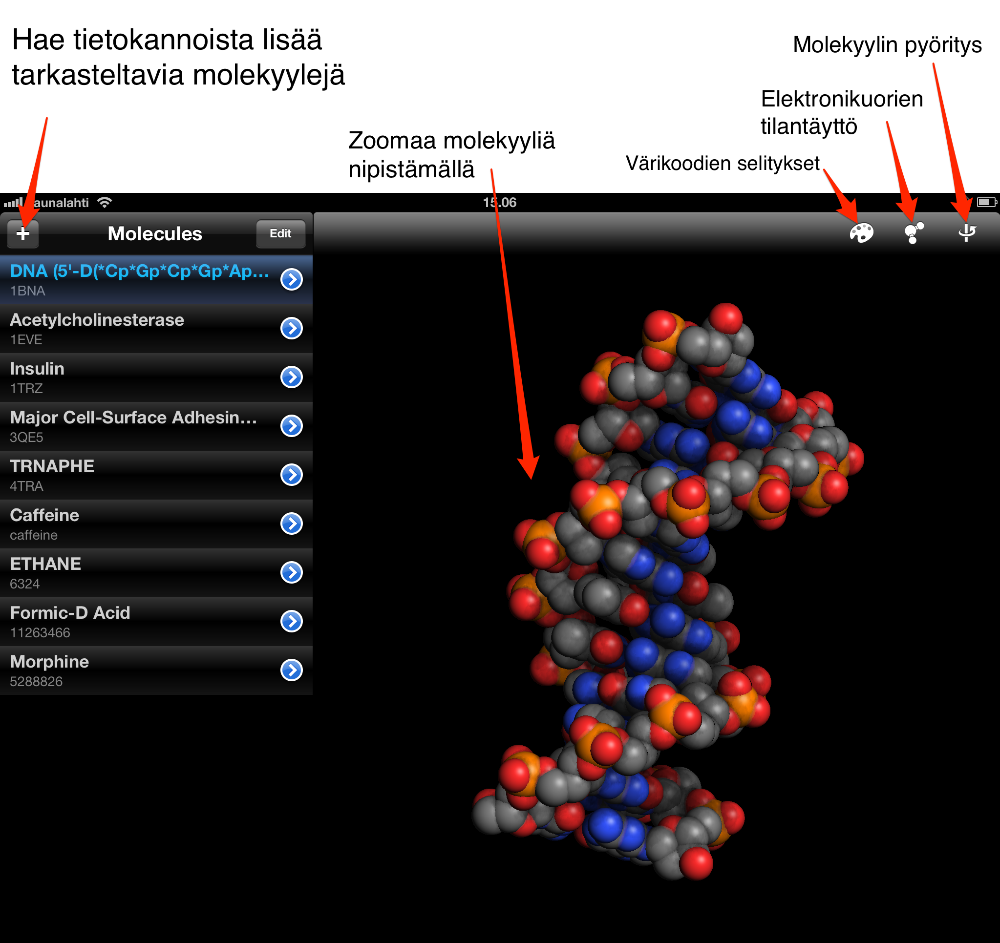 Hae tietokannoista lisää
tarkasteltavia molekyylejä
Molekyylin pyöritys
Elektronikuorien
tilantäyttö
Zoomaa molekyyliä
nipistämällä
Värikoodien selitykset
aunalahti
15.06
+
Molecules
Edit
DNA (5'-D(*Cp*Gp*Cp*Gp*Ap...
1BNA
Acetylcholinesterase
1EVE
Insulin
1TRZ
Major Cell-Surface Adhesin...
3QE5
TRNAPHE
4TRA
Caffeine
caffeine
ETHANE
6324
Formic-D Acid
11263466
Morphine
5288826